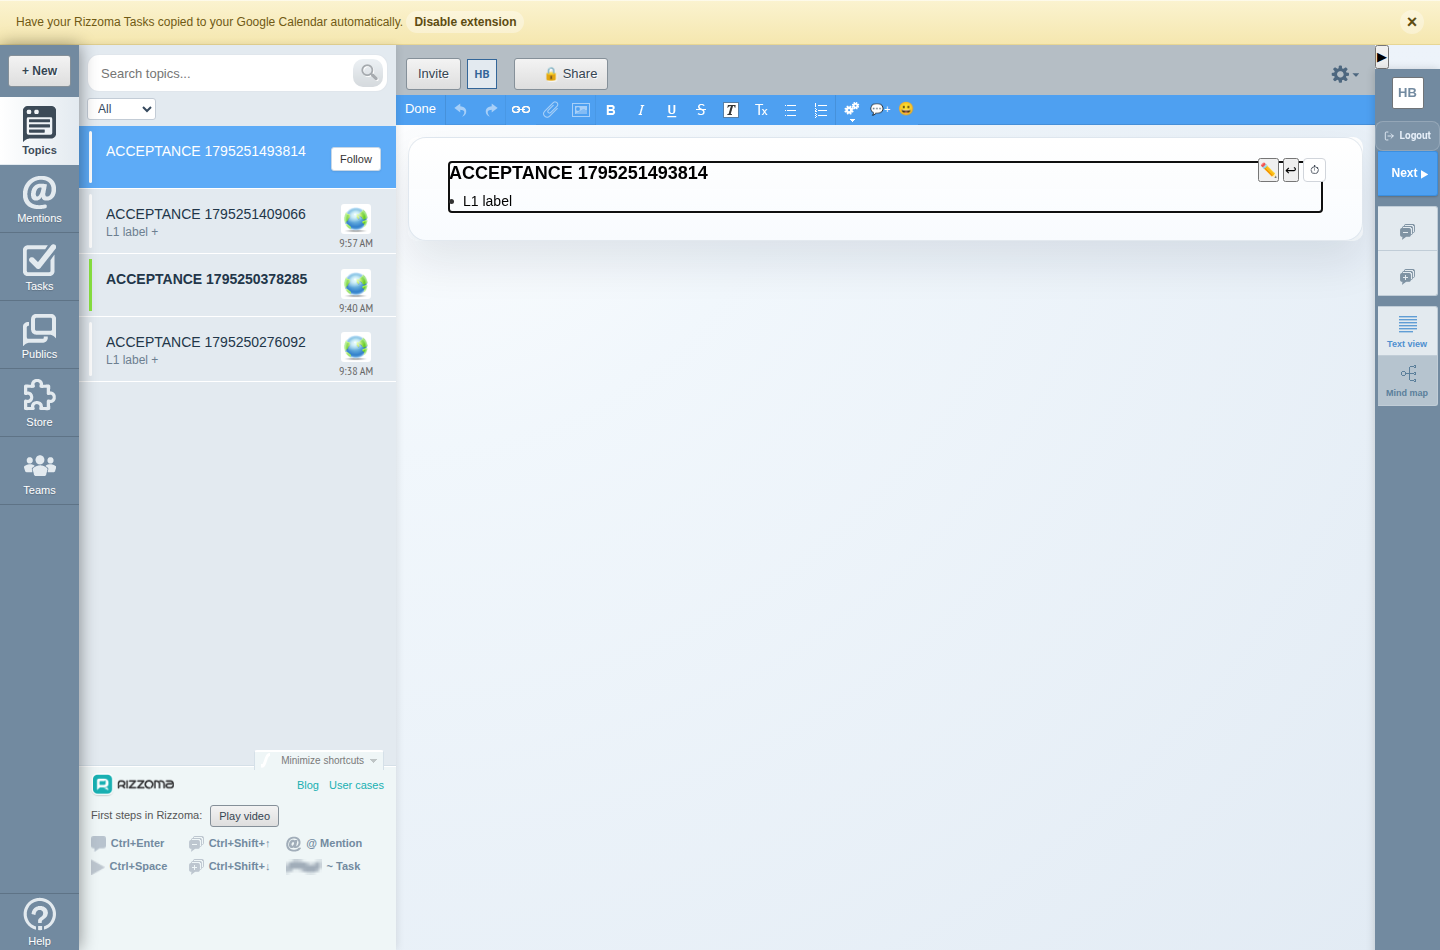 Have your Rizzoma Tasks copied to your Google Calendar automatically. Disable extension ✕
+ New
Topics
Mentions
Tasks
Publics
Store
Teams
Help
Search topics...
All
ACCEPTANCE 1795251493814
Follow
ACCEPTANCE 1795251409066
L1 label +
9:57 AM
ACCEPTANCE 1795250378285
9:40 AM
ACCEPTANCE 1795250276092
L1 label +
9:38 AM
Minimize shortcuts
RIZZOMA
Blog User cases
First steps in Rizzoma: Play video
Ctrl+Enter Ctrl+Shift+↑ @ @ Mention
Ctrl+Space Ctrl+Shift+↓ ~ Task
Invite HB 🔒 Share
Done B I U S T Tx 💬+ 😀
ACCEPTANCE 1795251493814
• L1 label
▶
HB
Logout
Next ▶
Text view
Mind map